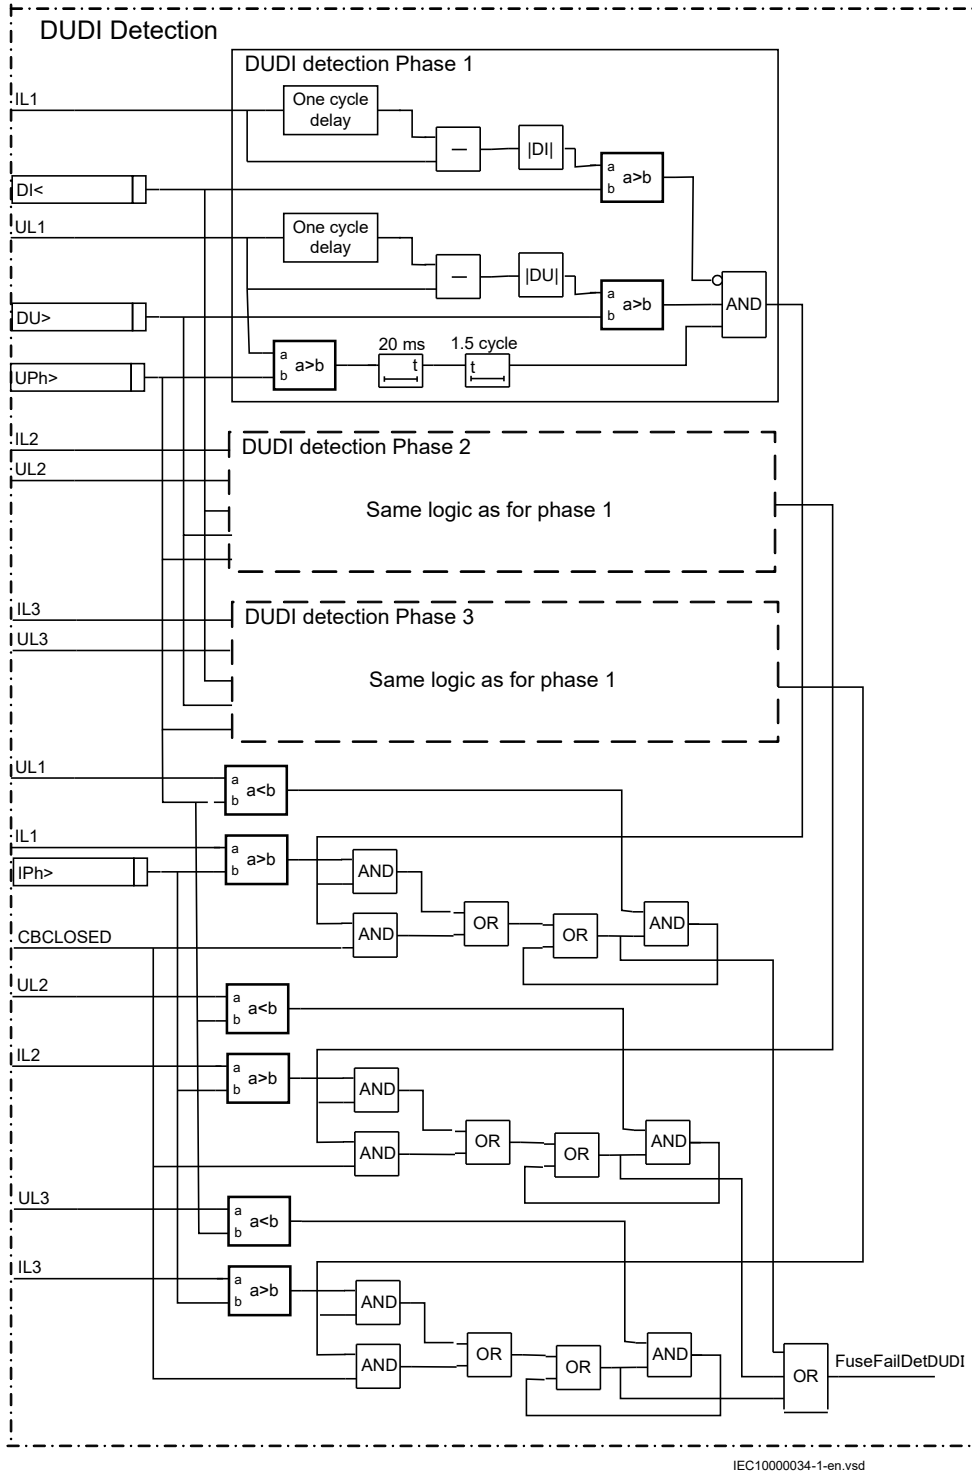 DUDI Detection
DUDI detection Phase 1
IL1
One cycle
delay
—
|DI|
a
b
a>b
DI<
UL1
One cycle
delay
—
|DU|
a
b
a>b
AND
DU>
20 ms
1.5 cycle
a
b
a>b
t
t
UPh>
IL2
DUDI detection Phase 2
UL2
Same logic as for phase 1
IL3
DUDI detection Phase 3
UL3
Same logic as for phase 1
UL1
a
b
a<b
IL1
a
b
a>b
IPh>
AND
CBCLOSED
AND
OR
OR
AND
UL2
a
b
a<b
IL2
a
b
a>b
AND
AND
OR
OR
AND
UL3
a
b
a<b
IL3
a
b
a>b
AND
AND
OR
OR
AND
OR
FuseFailDetDUDI
IEC10000034-1-en.vsd